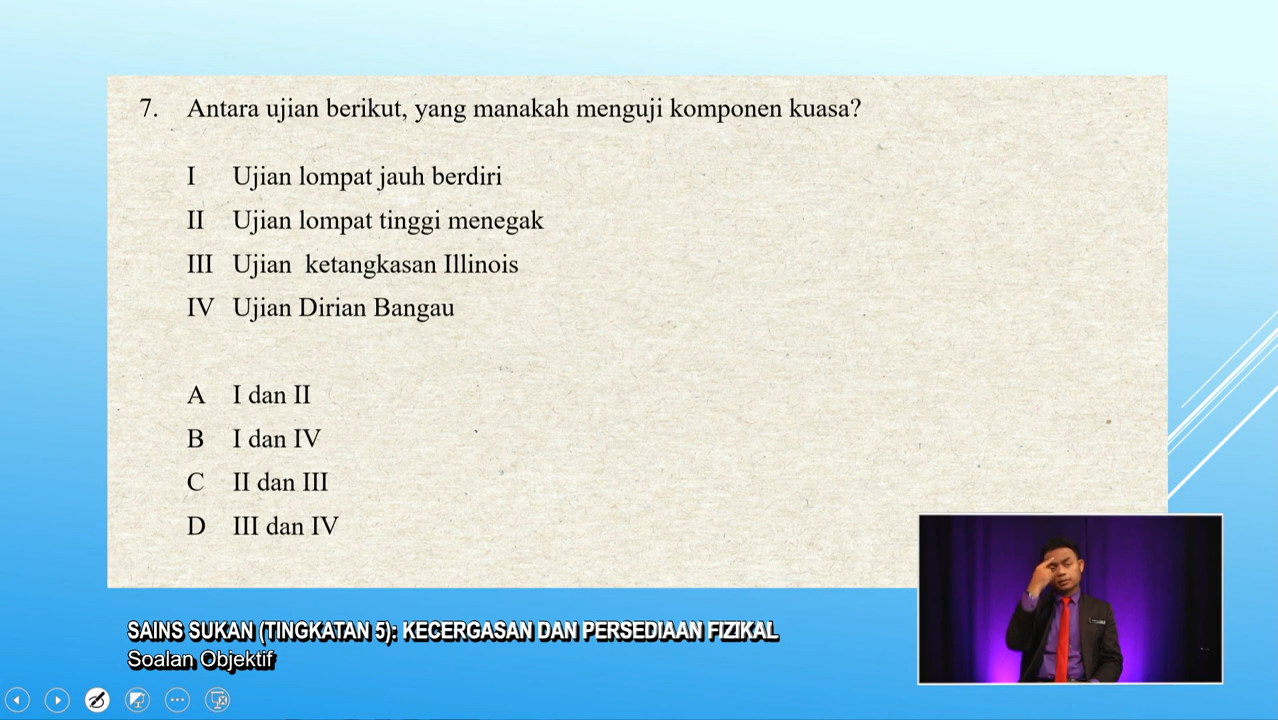 7. Antara ujian berikut, yang manakah menguji komponen kuasa?
I Ujian lompat jauh berdiri
II Ujian lompat tinggi menegak
III Ujian ketangkasan Illinois
IV Ujian Dirian Bangau
A I dan II
B I dan IV
C II dan III
D III dan IV
SAINS SUKAN (TINGKATAN 5): KECERGASAN DAN PERSEDIAAN FIZIKAL
Soalan Objektif